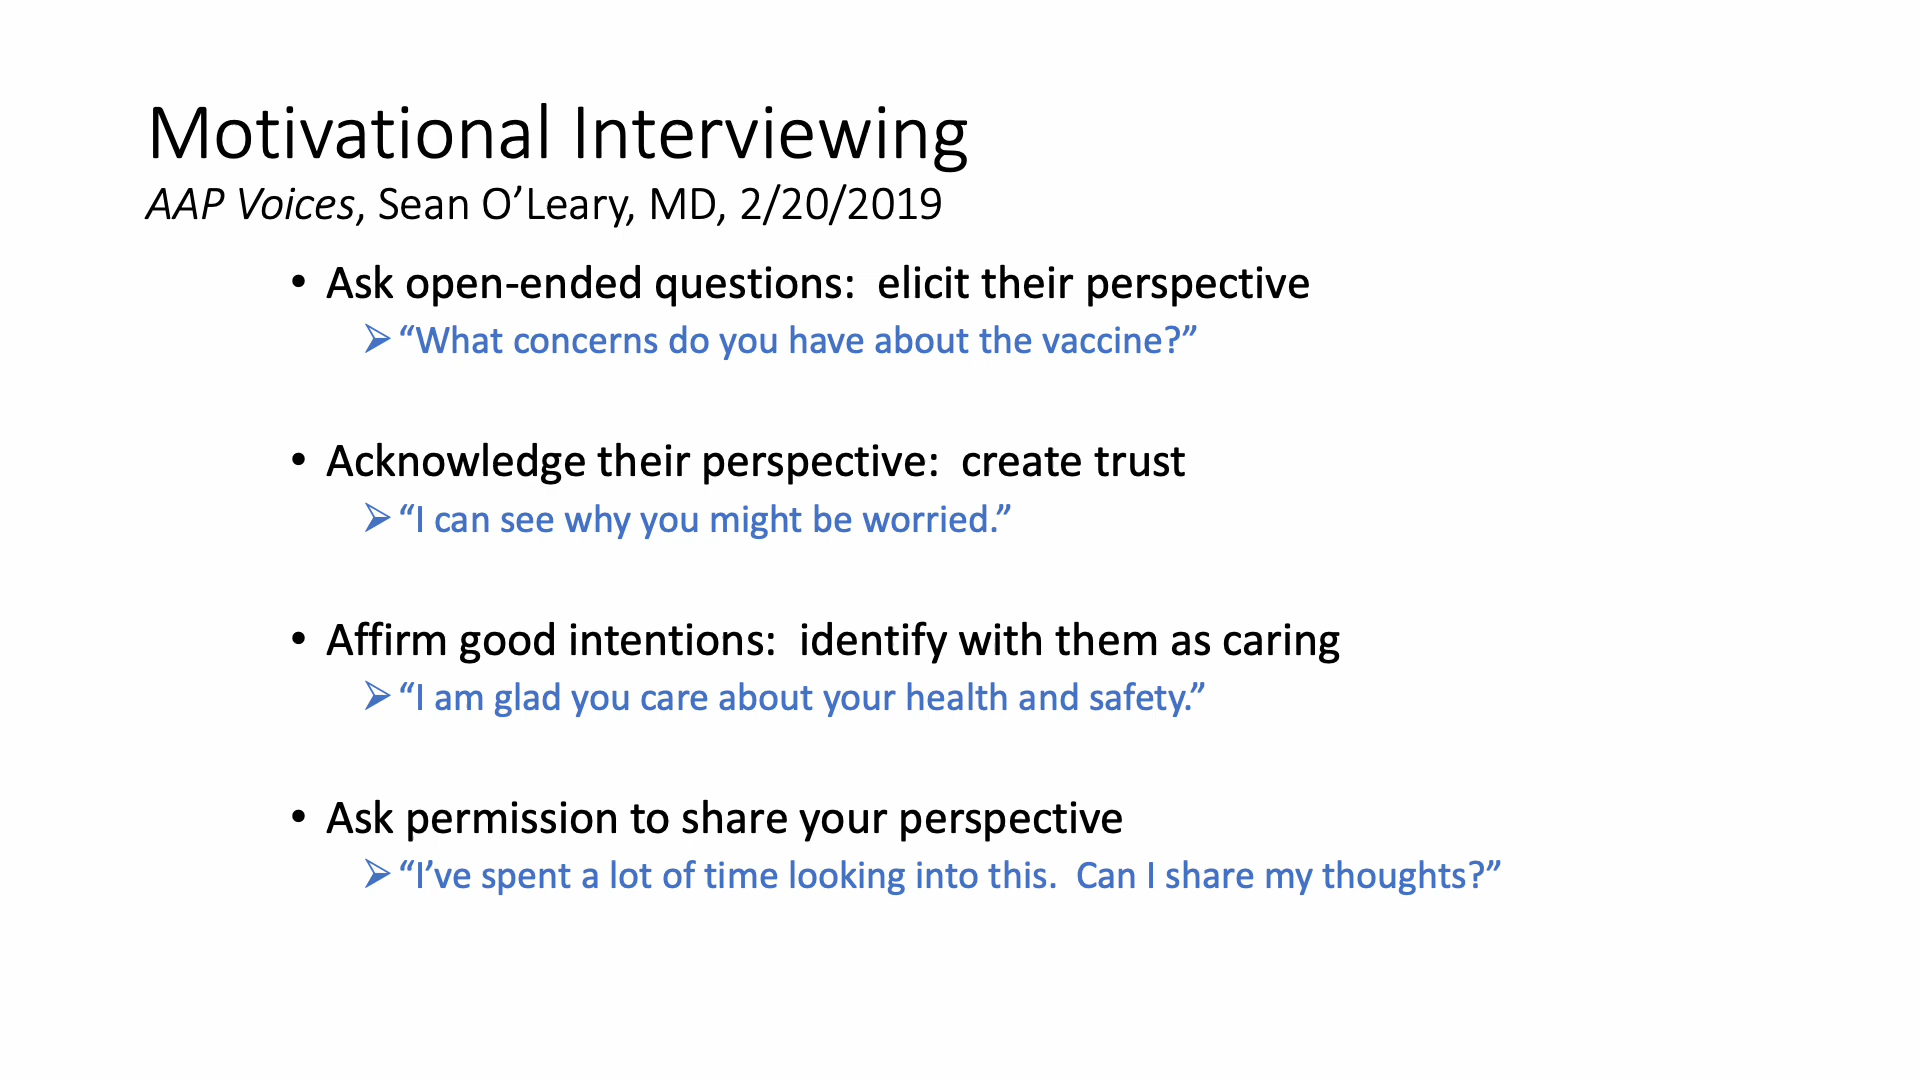 Motivational Interviewing
AAP Voices, Sean O’Leary, MD, 2/20/2019
• Ask open-ended questions:  elicit their perspective
➢ “What concerns do you have about the vaccine?”
• Acknowledge their perspective:  create trust
➢ “I can see why you might be worried.”
• Affirm good intentions:  identify with them as caring
➢ “I am glad you care about your health and safety.”
• Ask permission to share your perspective
➢ “I’ve spent a lot of time looking into this.  Can I share my thoughts?”